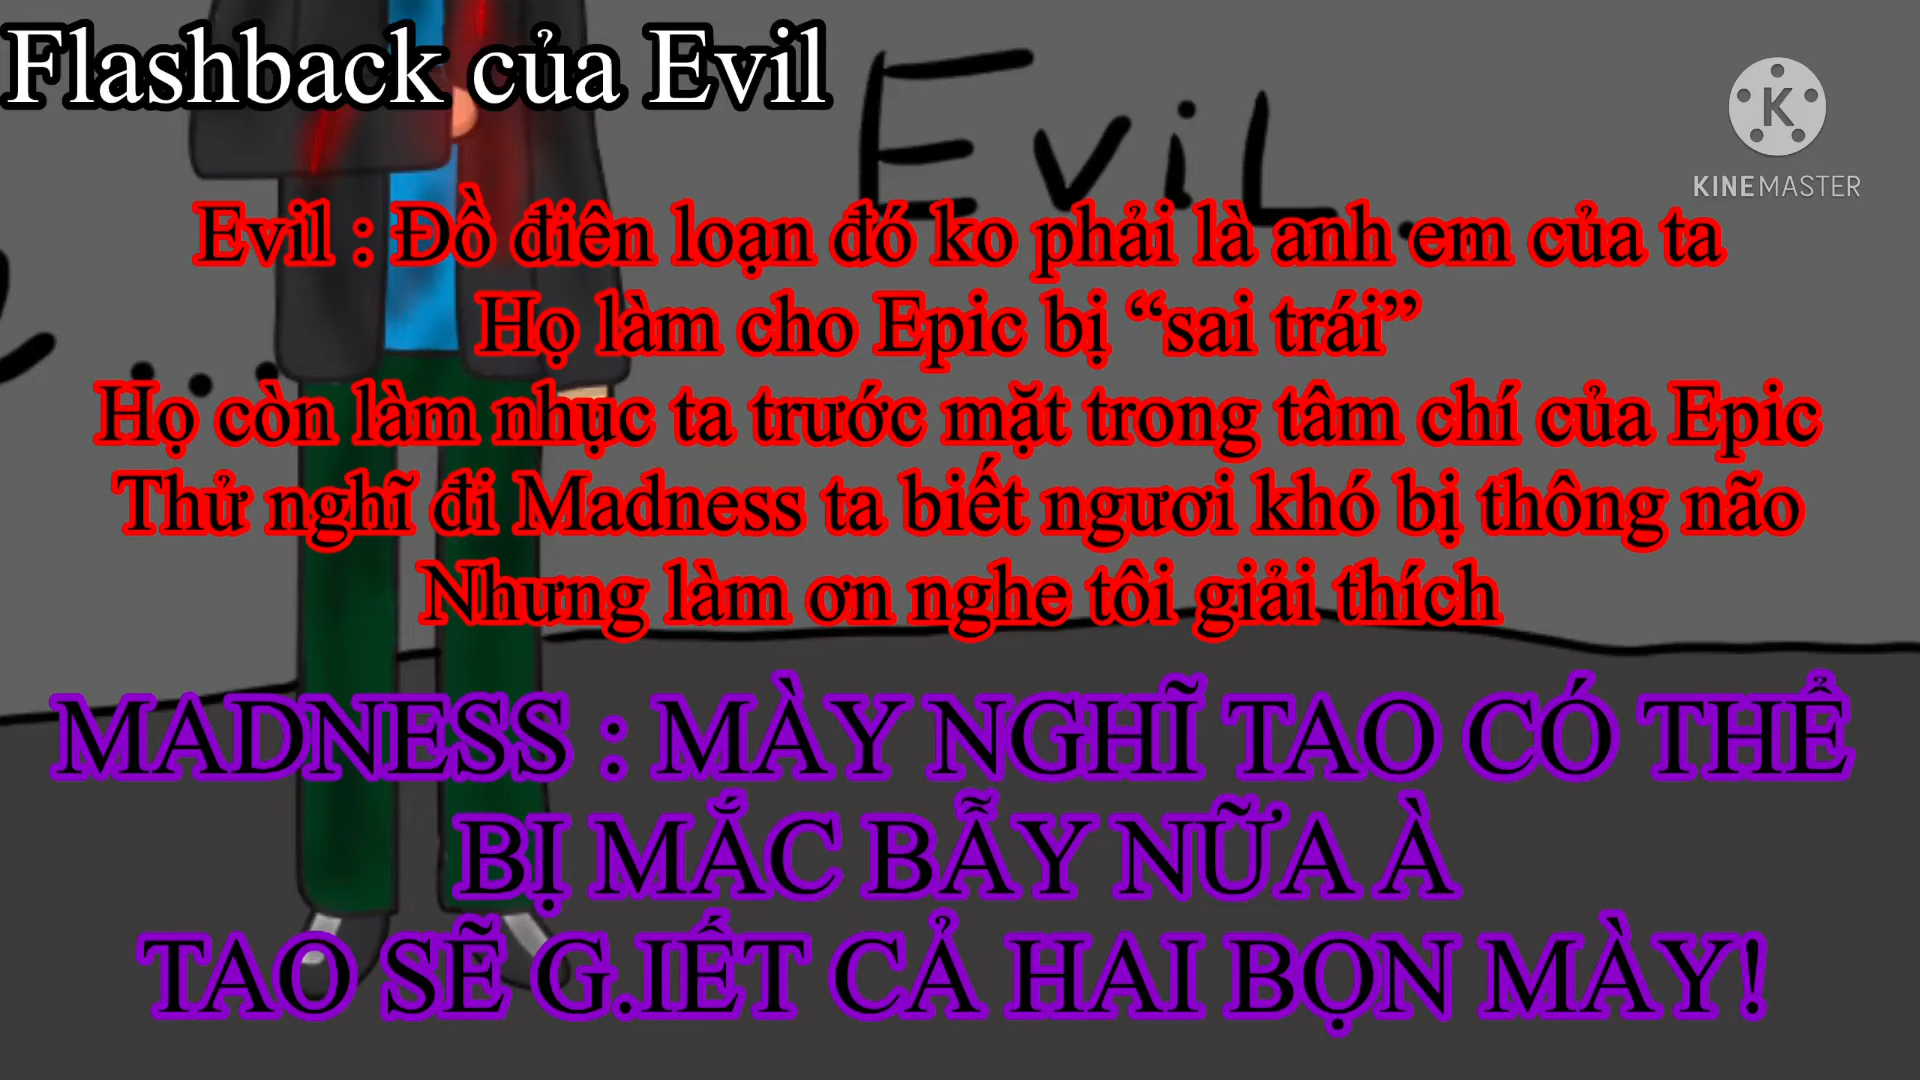 Flashback của Evil
Evil..
K
KINEMASTER
Evil : Đồ điên loạn đó ko phải là anh em của ta
Họ làm cho Epic bị “sai trái”
Họ còn làm nhục ta trước mặt trong tâm chí của Epic
Thử nghĩ đi Madness ta biết ngươi khó bị thông não
Nhưng làm ơn nghe tôi giải thích
MADNESS : MÀY NGHĨ TAO CÓ THỂ
BỊ MẮC BẪY NỮA À
TAO SẼ G.IẾT CẢ HAI BỌN MÀY!